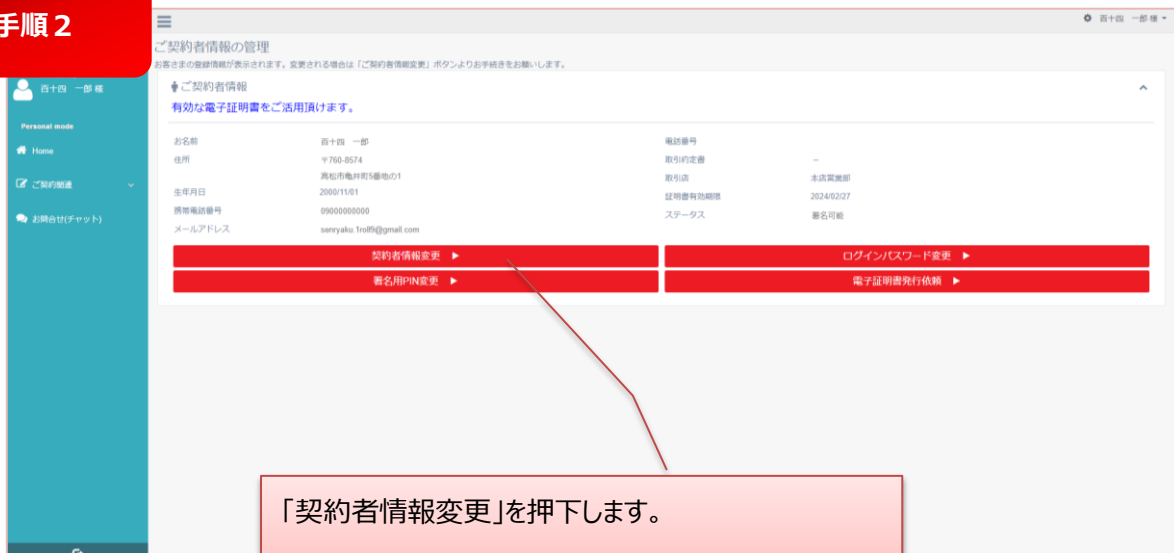 手順２
百十四　一郎 様
ご契約者情報の管理
お客さまの登録情報が表示されます。変更される場合は「ご契約者情報変更」ボタンよりお手続きをお願いします。
百十四　一郎 様
Personal mode
Home
ご契約関連
お問合せ(チャット)
ご契約者情報
有効な電子証明書をご活用頂けます。
お名前　百十四　一郎
住所　〒760-8574
高松市亀井町5番地の1
生年月日　2000/11/01
携帯電話番号　09000000000
メールアドレス　senryaku.1roll9@gmail.com
電話番号
取引約定書　–
取引店　本店営業部
証明書有効期限　2024/02/27
ステータス　署名可能
契約者情報変更 ▶　ログインパスワード変更 ▶
署名用PIN変更 ▶　電子証明書発行依頼 ▶
「契約者情報変更」を押下します。